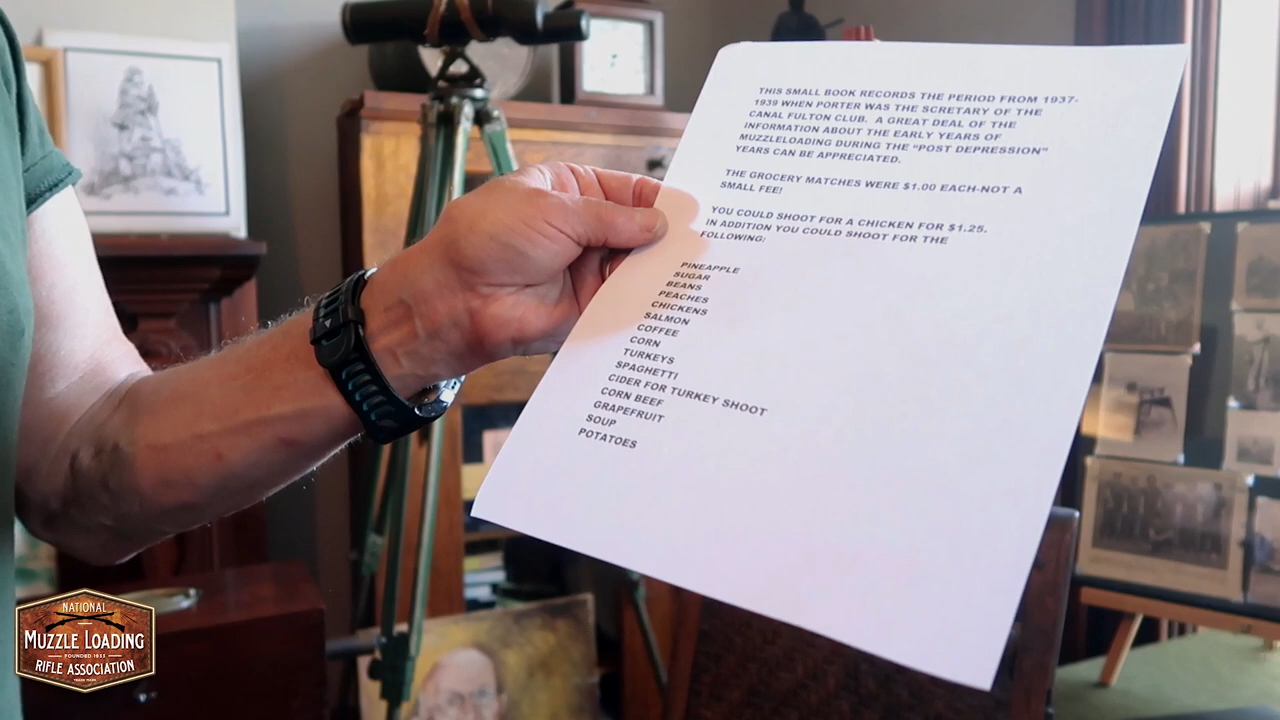 THIS SMALL BOOK RECORDS THE PERIOD FROM 1937-
1939 WHEN PORTER WAS THE SCRETARY OF THE
CANAL FULTON CLUB. A GREAT DEAL OF THE
INFORMATION ABOUT THE EARLY YEARS OF
MUZZLELOADING DURING THE "POST DEPRESSION"
YEARS CAN BE APPRECIATED.
THE GROCERY MATCHES WERE $1.00 EACH-NOT A
SMALL FEE!
YOU COULD SHOOT FOR A CHICKEN FOR $1.25.
IN ADDITION YOU COULD SHOOT FOR THE
FOLLOWING:
PINEAPPLE
SUGAR
BEANS
PEACHES
CHICKENS
SALMON
COFFEE
CORN
TURKEYS
SPAGHETTI
CIDER FOR TURKEY SHOOT
CORN BEEF
GRAPEFRUIT
SOUP
POTATOES
NATIONAL
MUZZLE LOADING
FOUNDED 1933
RIFLE ASSOCIATION
TRADE MARK